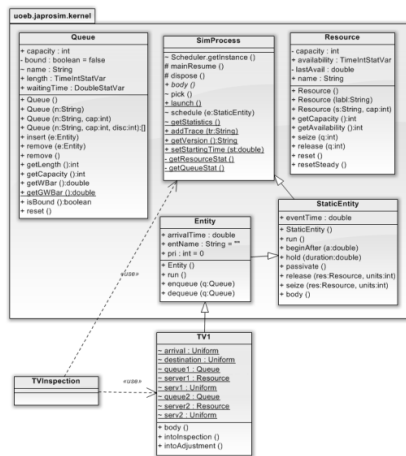 uoeb.japrosim.kernel
Queue
+ capacity : int
- bound : boolean = false
~ name : String
+ length : TimeIntStatVar
+ waitingTime : DoubleStatVar
+ Queue ()
+ Queue (n:String)
+ Queue (n:String, cap:int)
+ Queue (n:String, cap:int, disc:int):[]
+ insert (e:Entity)
+ remove (e:Entity)
+ remove ()
+ getLength ():int
+ getCapacity ():int
+ getWBar ():double
+ getGWBar ():double
+ isBound ():boolean
+ reset ()
SimProcess
~ Scheduler.getInstance ()
# mainResume ()
# dispose ()
+ body ()
~ pick ()
+ launch ()
~ schedule (e:StaticEntity)
- getStatistics ()
+ addTrace (tr:String)
+ getVersion ():String
+ setStartingTime (st:double)
- getResourceStat ()
- getQueueStat ()
Resource
- capacity : int
+ availability : TimeIntStatVar
- lastAvail : double
+ name : String
+ Resource ()
+ Resource (labl:String)
+ Resource (s:String, cap:int)
+ getCapacity ():int
+ getAvailability ():int
+ seize (q:int)
+ release (q:int)
+ reset ()
+ resetSteady ()
StaticEntity
+ eventTime : double
+ StaticEntity ()
+ run ()
+ beginAfter (a:double)
+ hold (duration:double)
+ passivate ()
+ release (res:Resource, units:int)
+ seize (res:Resource, units:int)
+ body ()
Entity
+ arrivalTime : double
+ entName : String = ""
+ pri : int = 0
+ Entity ()
+ run ()
+ enqueue (q:Queue)
+ dequeue (q:Queue)
«use»
TV1
~ arrival : Uniform
~ destination : Uniform
~ queue1 : Queue
~ server1 : Resource
~ serv1 : Uniform
~ queue2 : Queue
~ server2 : Resource
~ serv2 : Uniform
+ body ()
+ intoInspection ()
+ intoAdjustment ()
TVInspection
«use»